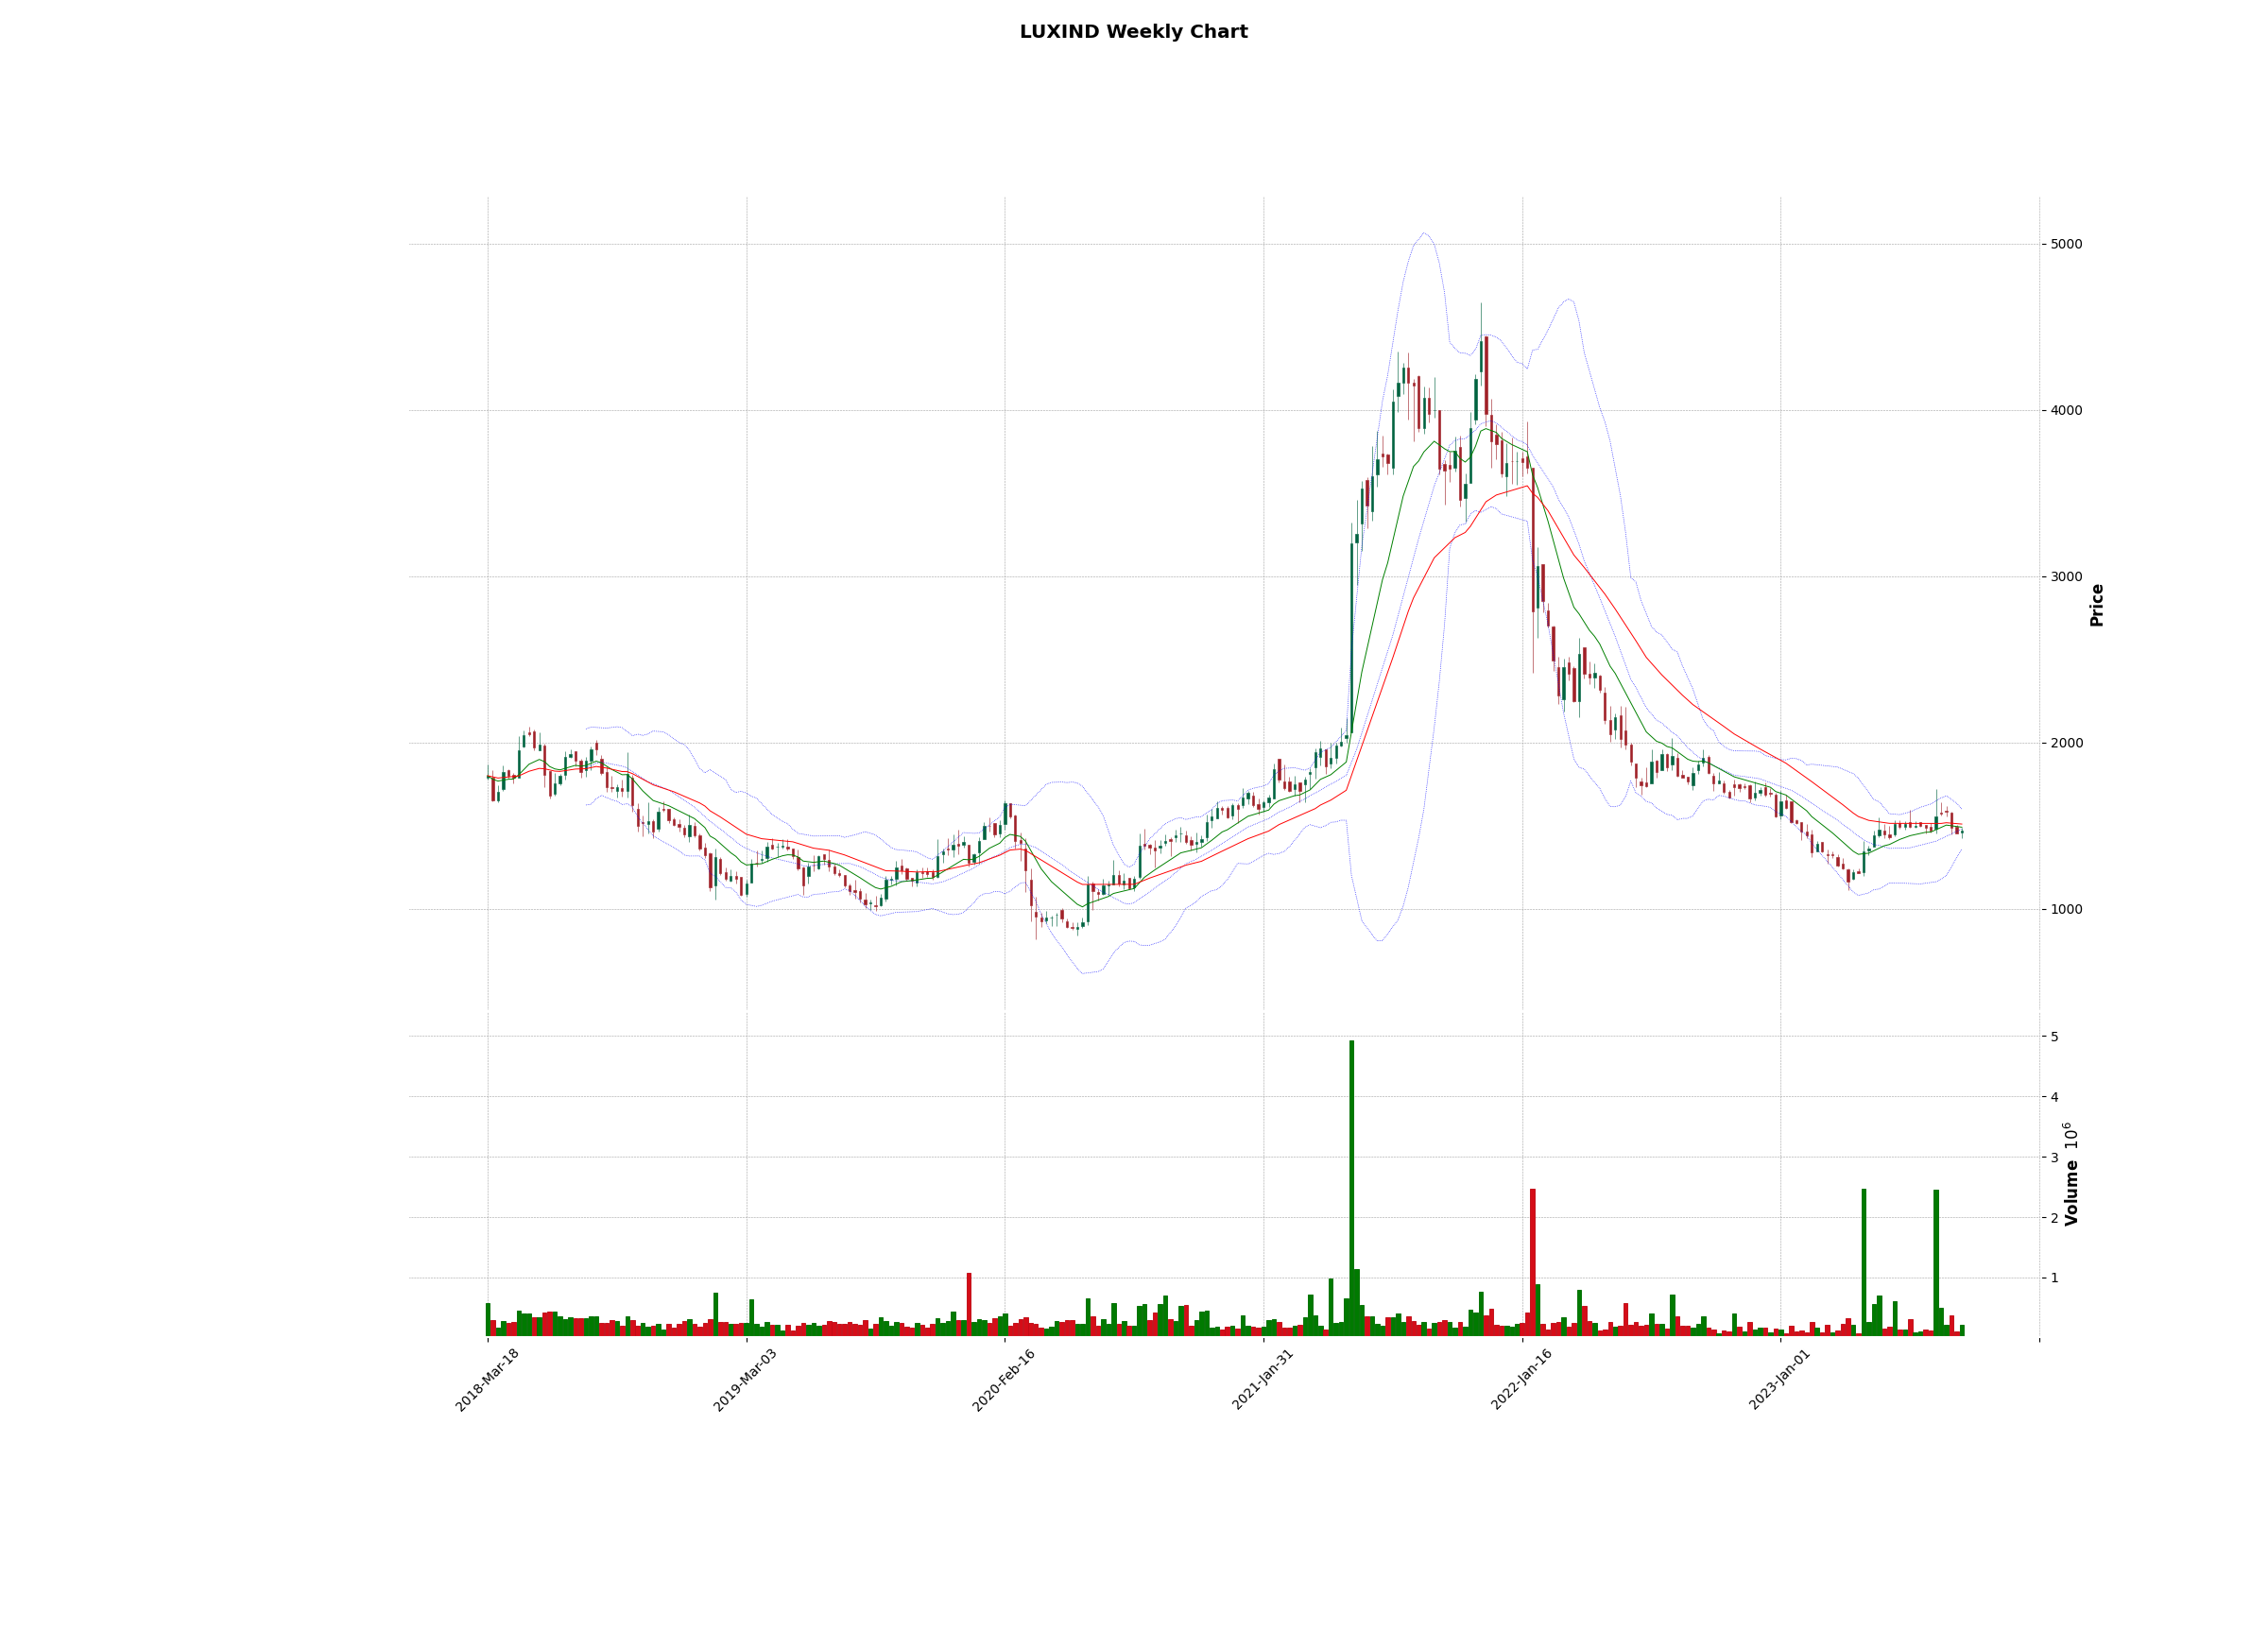 LUXIND Weekly Chart
5000
4000
3000
2000
1000
Price
5
4
3
2
1
Volume 10^6
2018-Mar-18
2019-Mar-03
2020-Feb-16
2021-Jan-31
2022-Jan-16
2023-Jan-01